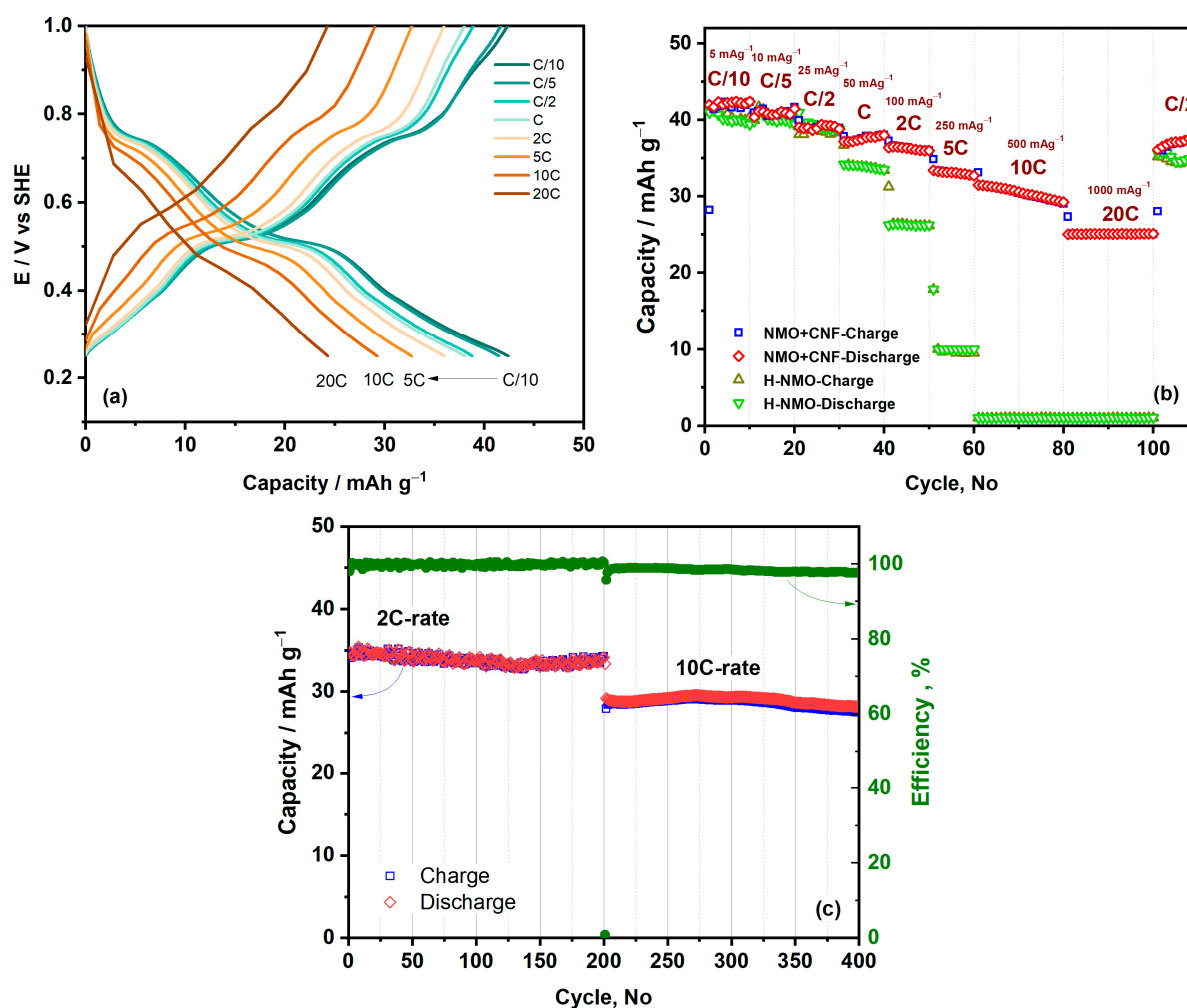 1.0
0.8
0.6
0.4
0.2
E / V vs SHE
C/10
C/5
C/2
C
2C
5C
10C
20C
20C 10C 5C C/10
(a)
0 10 20 30 40 50
Capacity / mAh g⁻¹
50
40
30
20
10
0
Capacity / mAh g⁻¹
5 mAg⁻¹
C/10
10 mAg⁻¹
C/5
25 mAg⁻¹
C/2
50 mAg⁻¹
C
100 mAg⁻¹
2C
250 mAg⁻¹
5C
500 mAg⁻¹
10C
1000 mAg⁻¹
20C
C/2
NMO+CNF-Charge
NMO+CNF-Discharge
H-NMO-Charge
H-NMO-Discharge
(b)
0 20 40 60 80 100
Cycle, No
50
40
30
20
10
0
Capacity / mAh g⁻¹
2C-rate
10C-rate
Charge
Discharge
(c)
100
80
60
40
20
0
Efficiency , %
0 50 100 150 200 250 300 350 400
Cycle, No